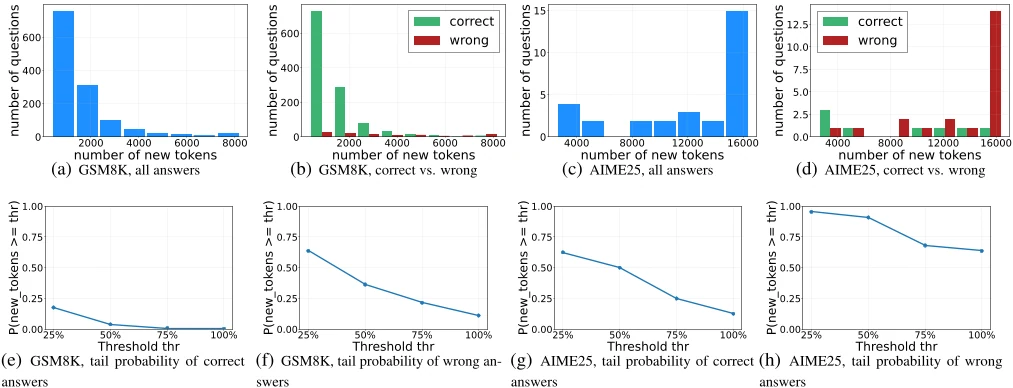 number of questions
600
400
200
0
2000
4000
6000
8000
number of new tokens
(a) GSM8K, all answers
number of questions
600
400
200
0
correct
wrong
2000
4000
6000
8000
number of new tokens
(b) GSM8K, correct vs. wrong
number of questions
15
10
5
0
4000
8000
12000
16000
number of new tokens
(c) AIME25, all answers
number of questions
12.5
10.0
7.5
5.0
2.5
0.0
correct
wrong
4000
8000
12000
16000
number of new tokens
(d) AIME25, correct vs. wrong
P(new_tokens >= thr)
1.00
0.75
0.50
0.25
0.00
25%
50%
75%
100%
Threshold thr
(e) GSM8K, tail probability of correct
answers
P(new_tokens >= thr)
1.00
0.75
0.50
0.25
0.00
25%
50%
75%
100%
Threshold thr
(f) GSM8K, tail probability of wrong an-
swers
P(new_tokens >= thr)
1.00
0.75
0.50
0.25
0.00
25%
50%
75%
100%
Threshold thr
(g) AIME25, tail probability of correct
answers
P(new_tokens >= thr)
1.00
0.75
0.50
0.25
0.00
25%
50%
75%
100%
Threshold thr
(h) AIME25, tail probability of wrong
answers